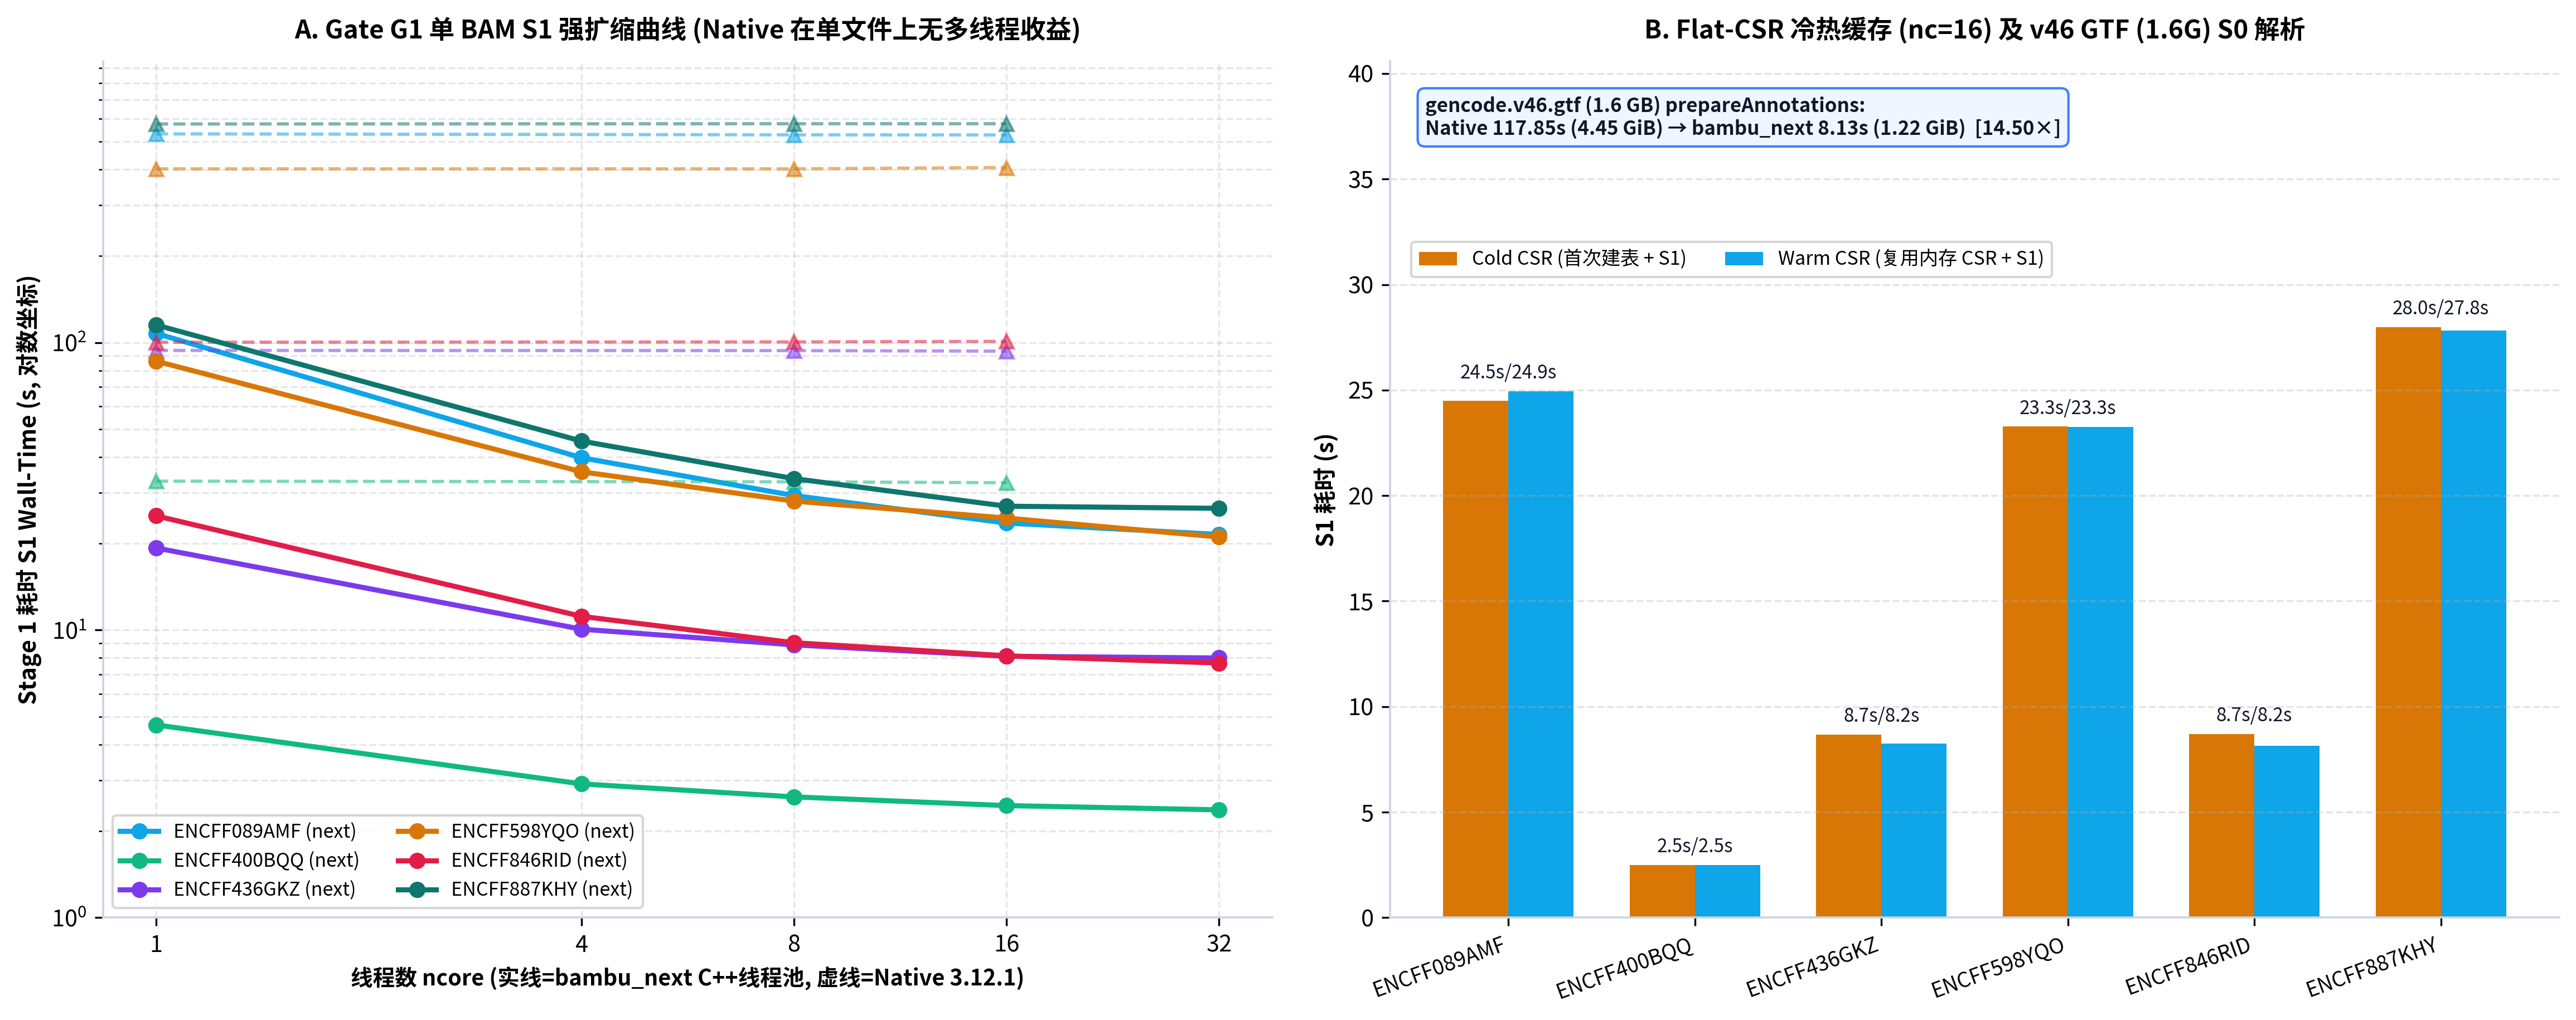 A. Gate G1 单 BAM S1 强扩缩曲线 (Native 在单文件上无多线程收益)
Stage 1 耗时 S1 Wall-Time (s, 对数坐标)
10²
10¹
10⁰
ENCFF089AMF (next)
ENCFF400BQQ (next)
ENCFF436GKZ (next)
ENCFF598YQO (next)
ENCFF846RID (next)
ENCFF887KHY (next)
1 4 8 16 32
线程数 ncore (实线=bambu_next C++线程池, 虚线=Native 3.12.1)
B. Flat-CSR 冷热缓存 (nc=16) 及 v46 GTF (1.6G) S0 解析
S1 耗时 (s)
40
35
30
25
20
15
10
5
0
gencode.v46.gtf (1.6 GB) prepareAnnotations:
Native 117.85s (4.45 GiB) → bambu_next 8.13s (1.22 GiB) [14.50×]
Cold CSR (首次建表 + S1)
Warm CSR (复用内存 CSR + S1)
24.5s/24.9s
2.5s/2.5s
8.7s/8.2s
23.3s/23.3s
8.7s/8.2s
28.0s/27.8s
ENCFF089AMF
ENCFF400BQQ
ENCFF436GKZ
ENCFF598YQO
ENCFF846RID
ENCFF887KHY